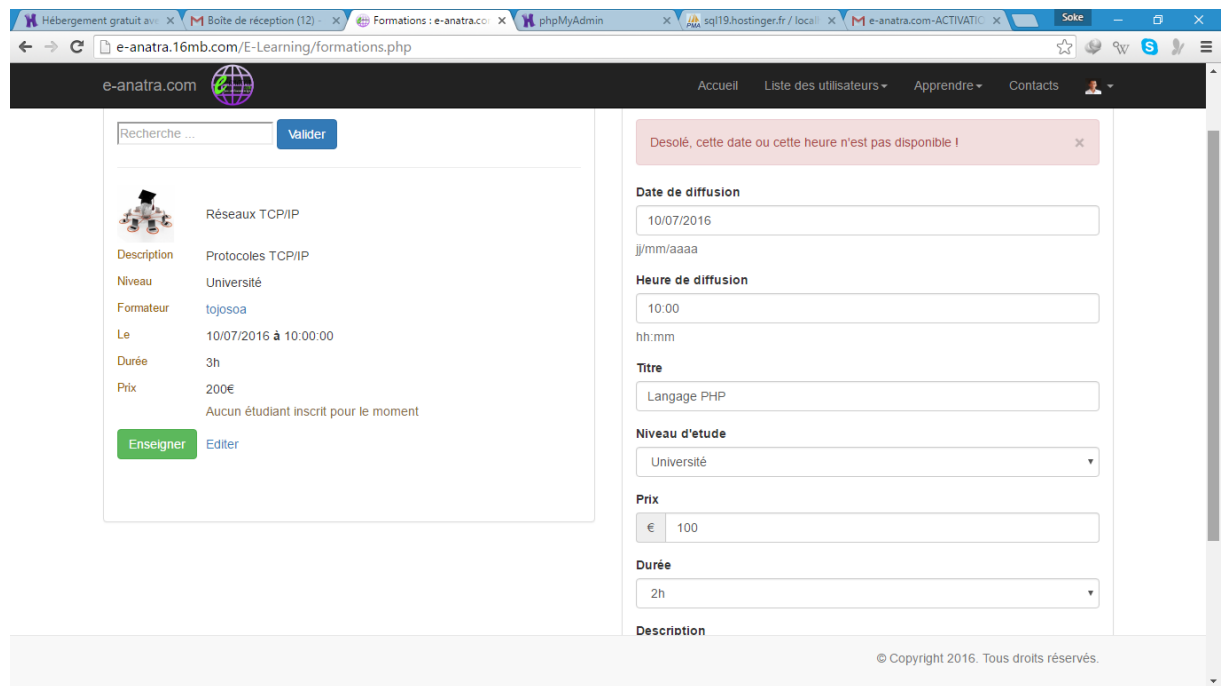 Hébergement gratuit ave
Boîte de réception (12) -
Formations : e-anatra.co
phpMyAdmin
sql19.hostinger.fr / local
e-anatra.com-ACTIVATIO
Soke
e-anatra.16mb.com/E-Learning/formations.php
e-anatra.com
Accueil
Liste des utilisateurs
Apprendre
Contacts
Recherche ...
Valider
Réseaux TCP/IP
Description Protocoles TCP/IP
Niveau Université
Formateur tojosoa
Le 10/07/2016 à 10:00:00
Durée 3h
Prix 200€
Aucun étudiant inscrit pour le moment
Enseigner Editer
Desolé, cette date ou cette heure n'est pas disponible !
×
Date de diffusion
10/07/2016
jj/mm/aaaa
Heure de diffusion
10:00
hh:mm
Titre
Langage PHP
Niveau d'etude
Université
Prix
€ 100
Durée
2h
Description
© Copyright 2016. Tous droits réservés.